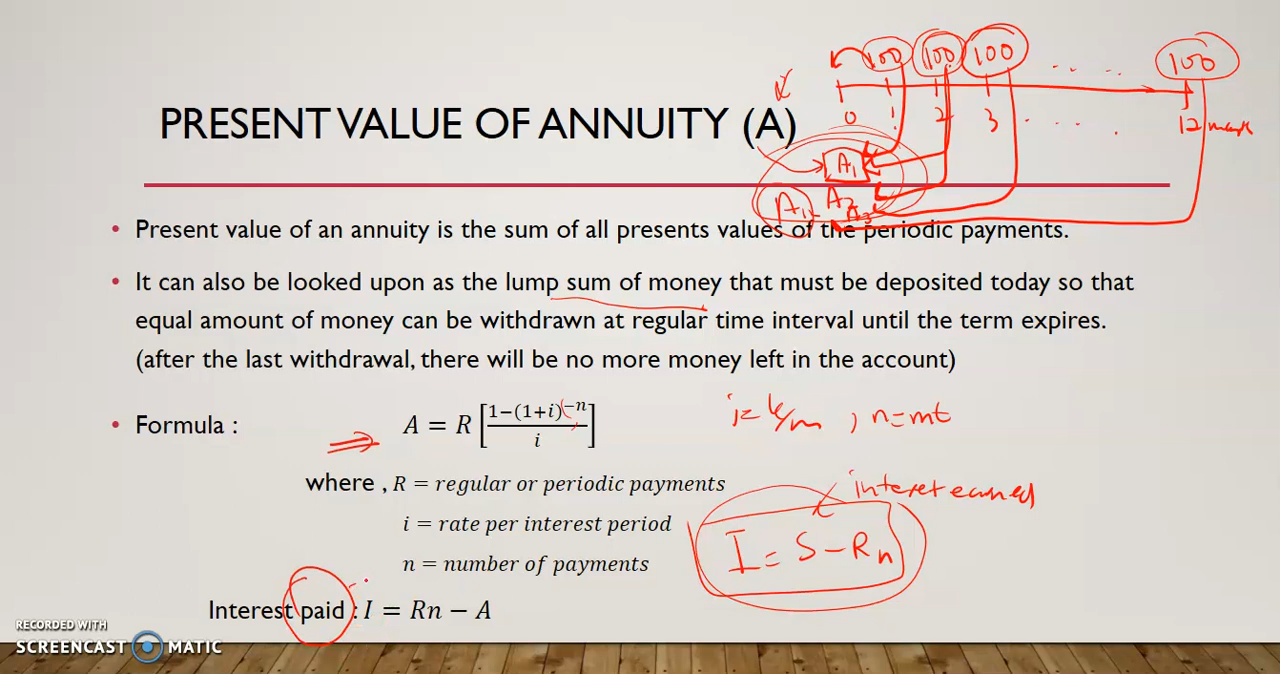 100 100 100 . . . . 100
0 1 2 3 . . . . . 12
PRESENT VALUE OF ANNUITY (A)
A1
A1 A2
A3
• Present value of an annuity is the sum of all presents values of the periodic payments.
• It can also be looked upon as the lump sum of money that must be deposited today so that
equal amount of money can be withdrawn at regular time interval until the term expires.
(after the last withdrawal, there will be no more money left in the account)
• Formula : A = R [1−(1+i)^−n / i] , n = mt
where , R = regular or periodic payments
interest earned
i = rate per interest period
I = S − Rn
n = number of payments
Interest paid : I = Rn − A
RECORDED WITH
SCREENCAST MATIC